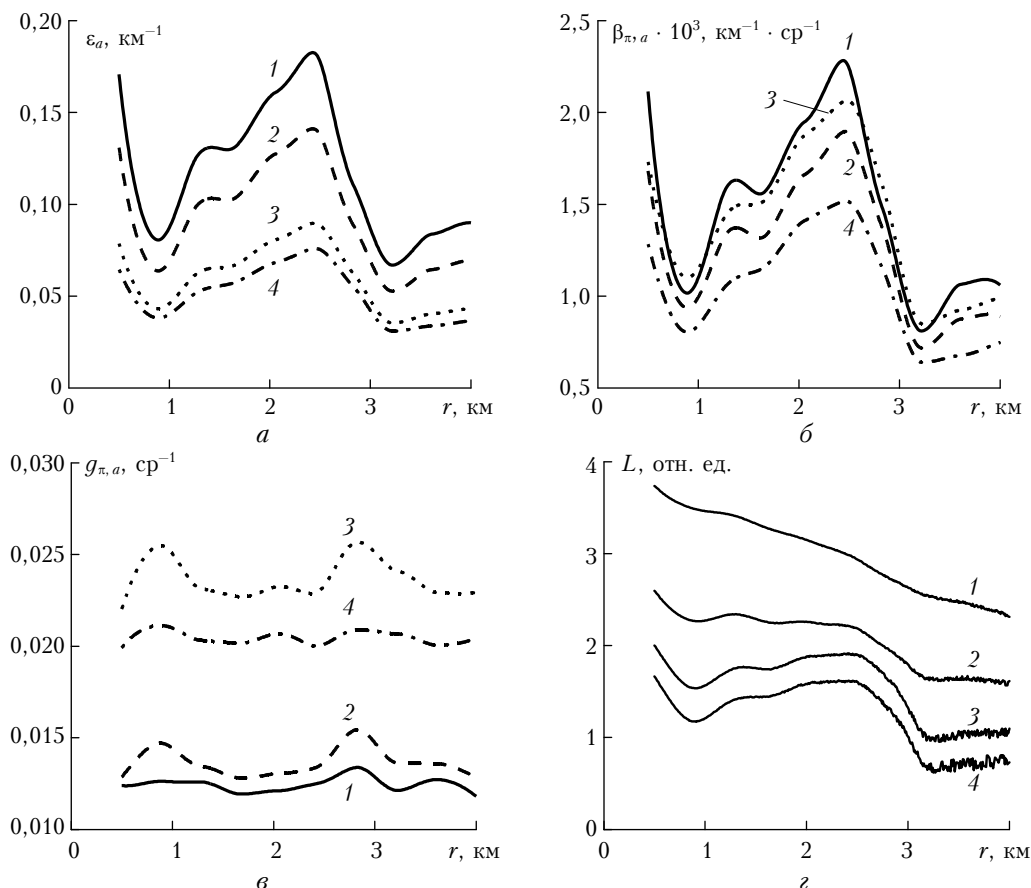 0,20 εₐ, км⁻¹
0,15
0,10
0,05
0
1
2
3
4
0 1 2 3 r, км
а
2,5 βπ, ₐ · 10³, км⁻¹ · ср⁻¹
2,0
1,5
1,0
0,5
1
3
2
4
0 1 2 3 r, км
б
0,030 gπ, ₐ, ср⁻¹
0,025
0,020
0,015
0,010
3
4
2
1
0 1 2 3 r, км
в
4 L, отн. ед.
3
2
1
0
1
2
3
4
0 1 2 3 r, км
г